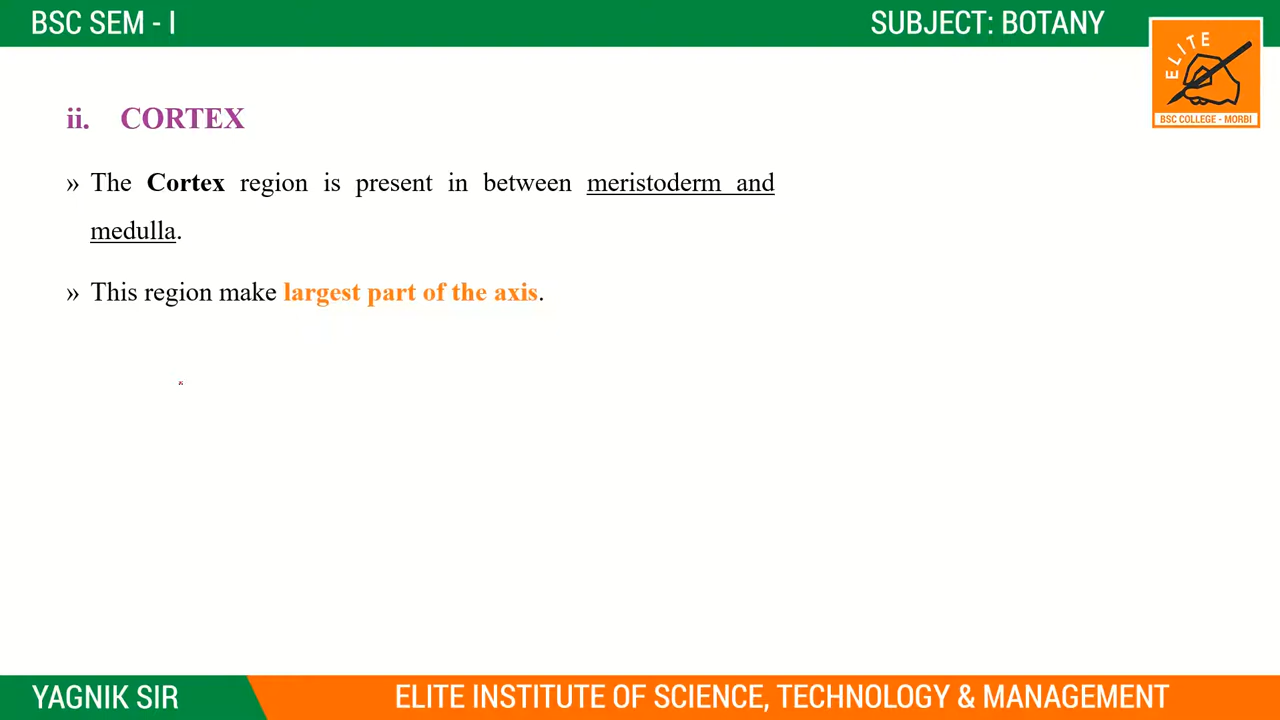 BSC SEM - I
SUBJECT: BOTANY
ELITE
BSC COLLEGE - MORBI
ii. CORTEX
» The Cortex region is present in between meristoderm and
medulla.
» This region make largest part of the axis.
YAGNIK SIR
ELITE INSTITUTE OF SCIENCE, TECHNOLOGY & MANAGEMENT